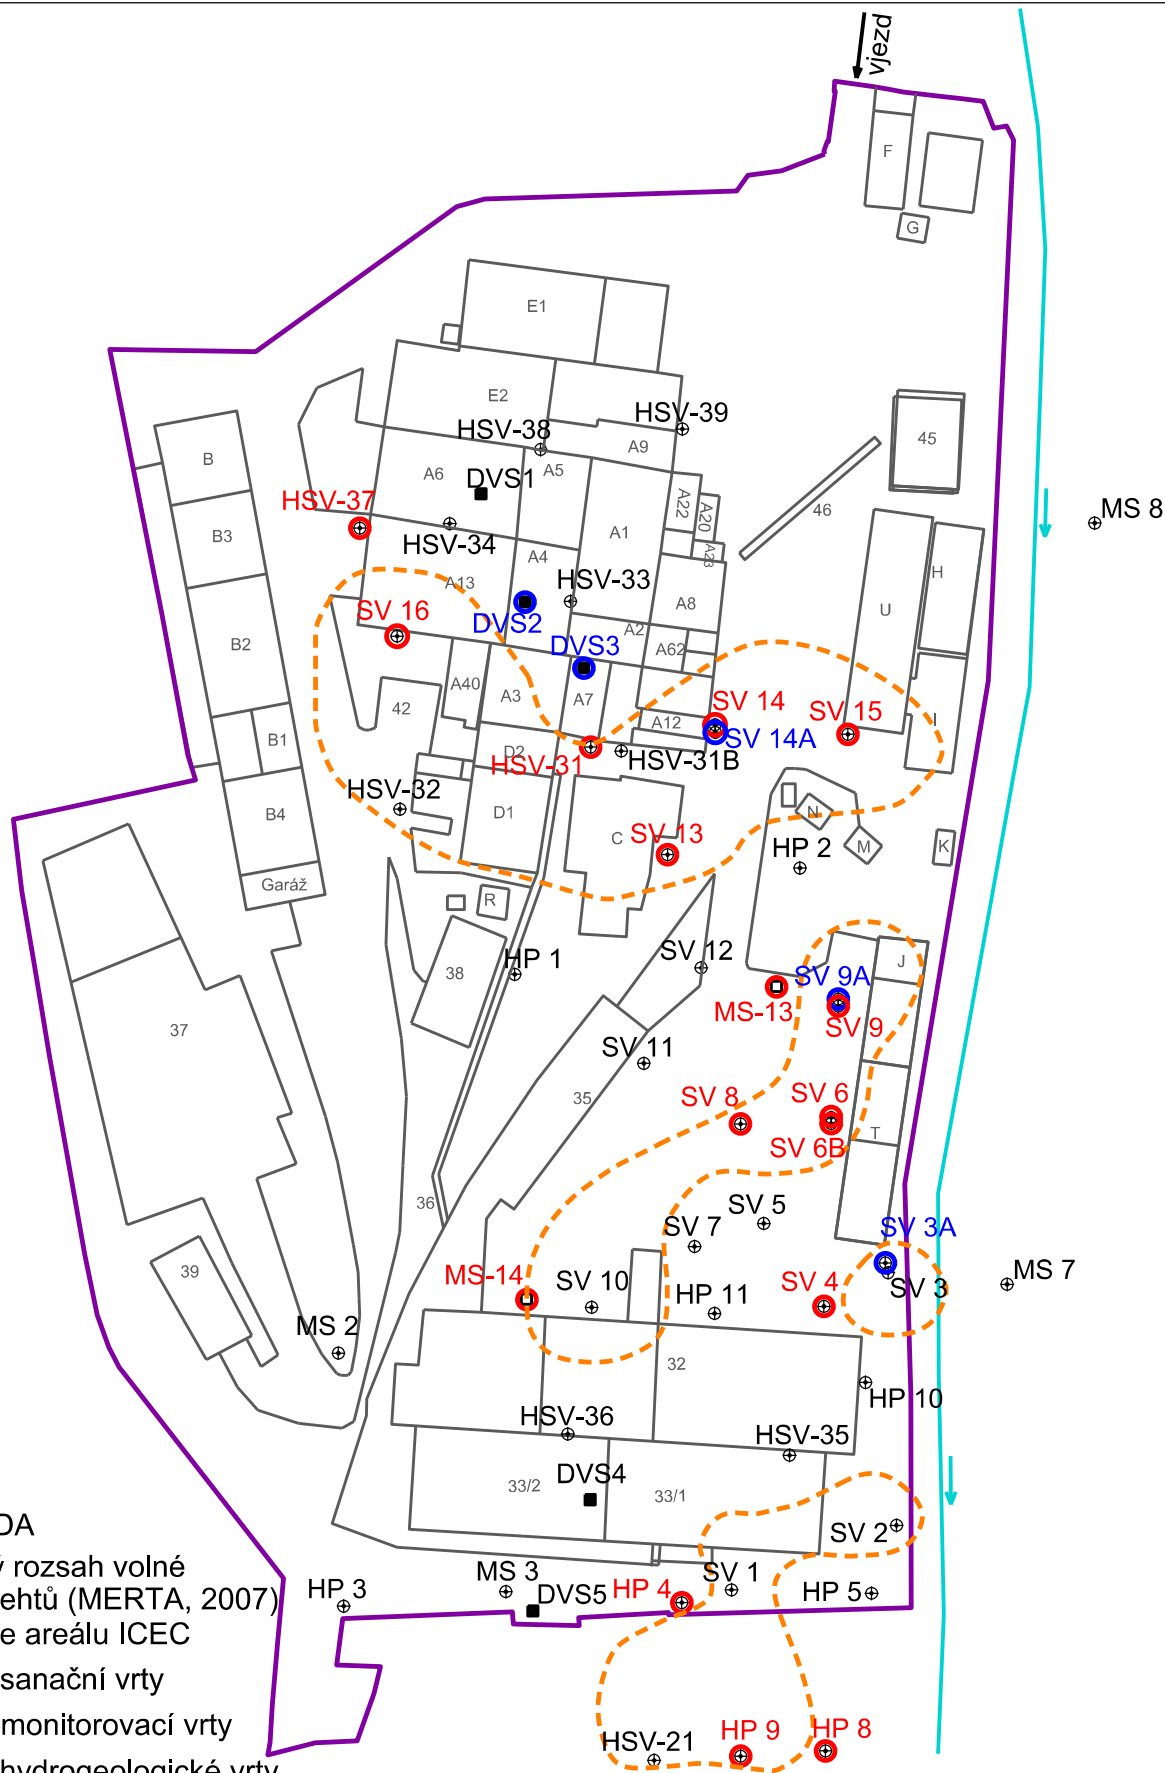 vjezd
F
G
E1
E2
HSV-39
HSV-38
A9
45
B
A6
A5
DVS1
A22
A20
46
MS 8
HSV-37
B3
HSV-34
A4
A1
A23
H
A13
HSV-33
A8
U
SV 16
DVS2
A2
B2
DVS3
A62
A40
A3
A7
42
SV 14
SV 15
A12
I
B1
D2
SV 14A
HSV-31
HSV-31B
HSV-32
B4
D1
C
SV 13
N
M
K
HP 2
Garáž
R
SV 12
J
38
HP 1
SV 9A
MS-13
SV 9
37
SV 11
35
SV 8
SV 6
T
SV 6B
36
SV 5
SV 7
SV 3A
39
MS-14
SV 10
HP 11
SV 4
SV 3
MS 7
MS 2
32
HP 10
HSV-36
HSV-35
DVS4
33/2
33/1
DA
ý rozsah volné
SV 2
ehtů (MERTA, 2007)
HP 3
MS 3
DVS5
HP 4
SV 1
HP 5
e areálu ICEC
sanační vrty
monitorovací vrty
HSV-21
HP 9
HP 8
hydrogeologické vrty